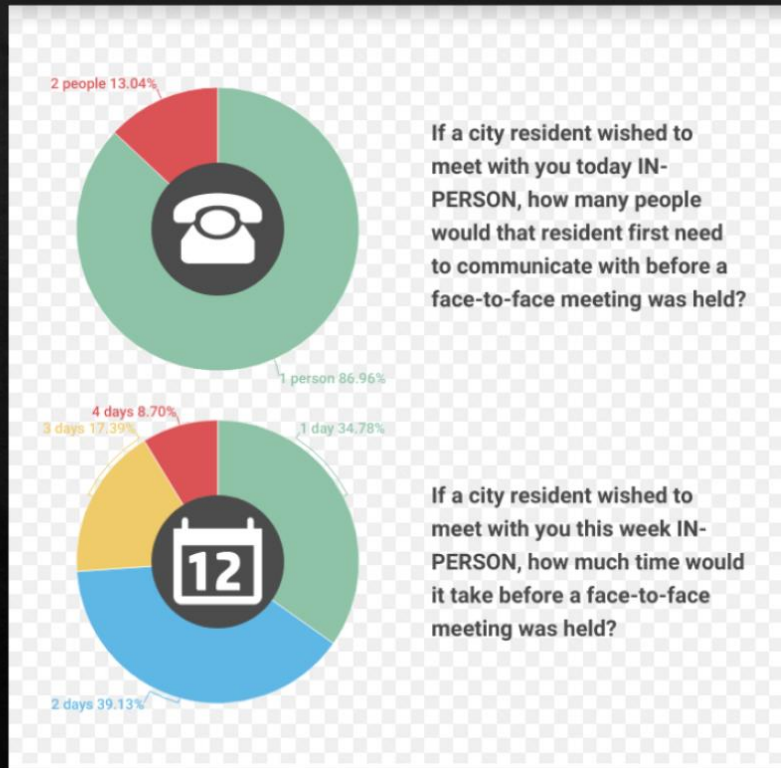 2 people 13.04%
If a city resident wished to
meet with you today IN-
PERSON, how many people
would that resident first need
to communicate with before a
face-to-face meeting was held?
1 person 86.96%
4 days 8.70%
3 days 17.39%
1 day 34.78%
12
If a city resident wished to
meet with you this week IN-
PERSON, how much time would
it take before a face-to-face
meeting was held?
2 days 39.13%